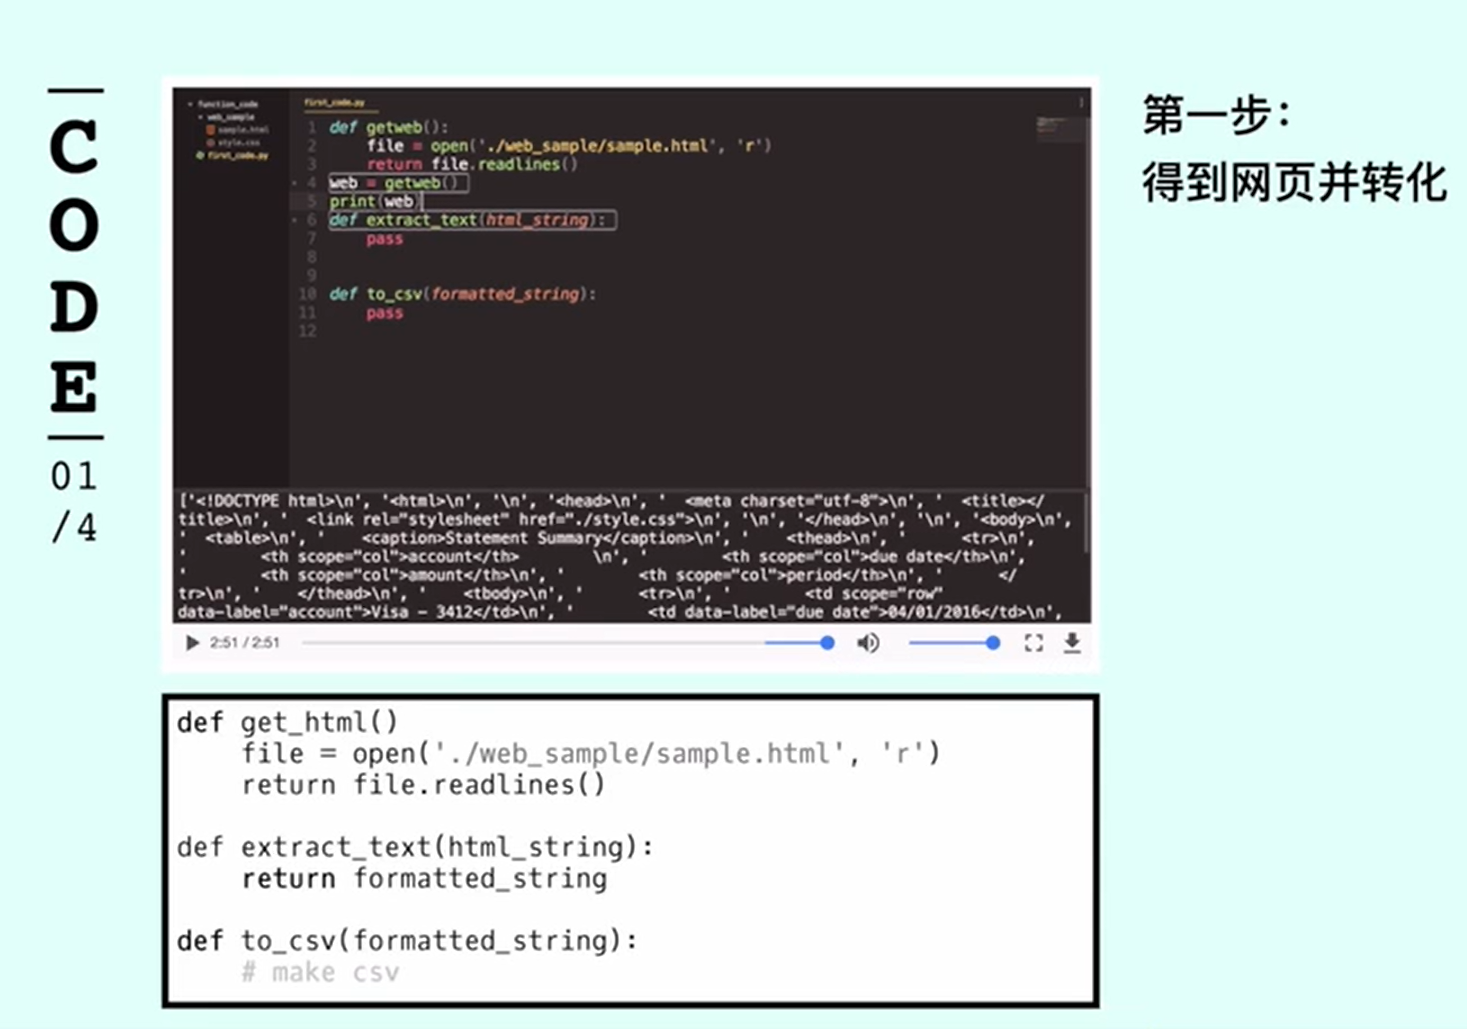 CODE
01
/4
function_code
web_sample
sample.html
style.css
first_code.py
first_code.py
1 def getweb():
2     file = open('./web_sample/sample.html', 'r')
3     return file.readlines()
4 web = getweb()
5 print(web)
6 def extract_text(html_string):
7     pass
8
9
10 def to_csv(formatted_string):
11     pass
12
['<!DOCTYPE html>\n', '<html>\n', '\n', '<head>\n', '  <meta charset="utf-8">\n', '  <title></
title>\n', '  <link rel="stylesheet" href="./style.css">\n', '\n', '</head>\n', '\n', '<body>\n',
'  <table>\n', '    <caption>Statement Summary</caption>\n', '    <thead>\n', '      <tr>\n',
'        <th scope="col">account</th>        \n', '        <th scope="col">due date</th>\n',
'        <th scope="col">amount</th>\n', '        <th scope="col">period</th>\n', '        </
tr>\n', '    </thead>\n', '    <tbody>\n', '      <tr>\n', '        <td scope="row"
data-label="account">Visa - 3412</td>\n', '        <td data-label="due date">04/01/2016</td>\n',
2:51 / 2:51
第一步：
得到网页并转化
def get_html()
    file = open('./web_sample/sample.html', 'r')
    return file.readlines()
def extract_text(html_string):
    return formatted_string
def to_csv(formatted_string):
    # make csv